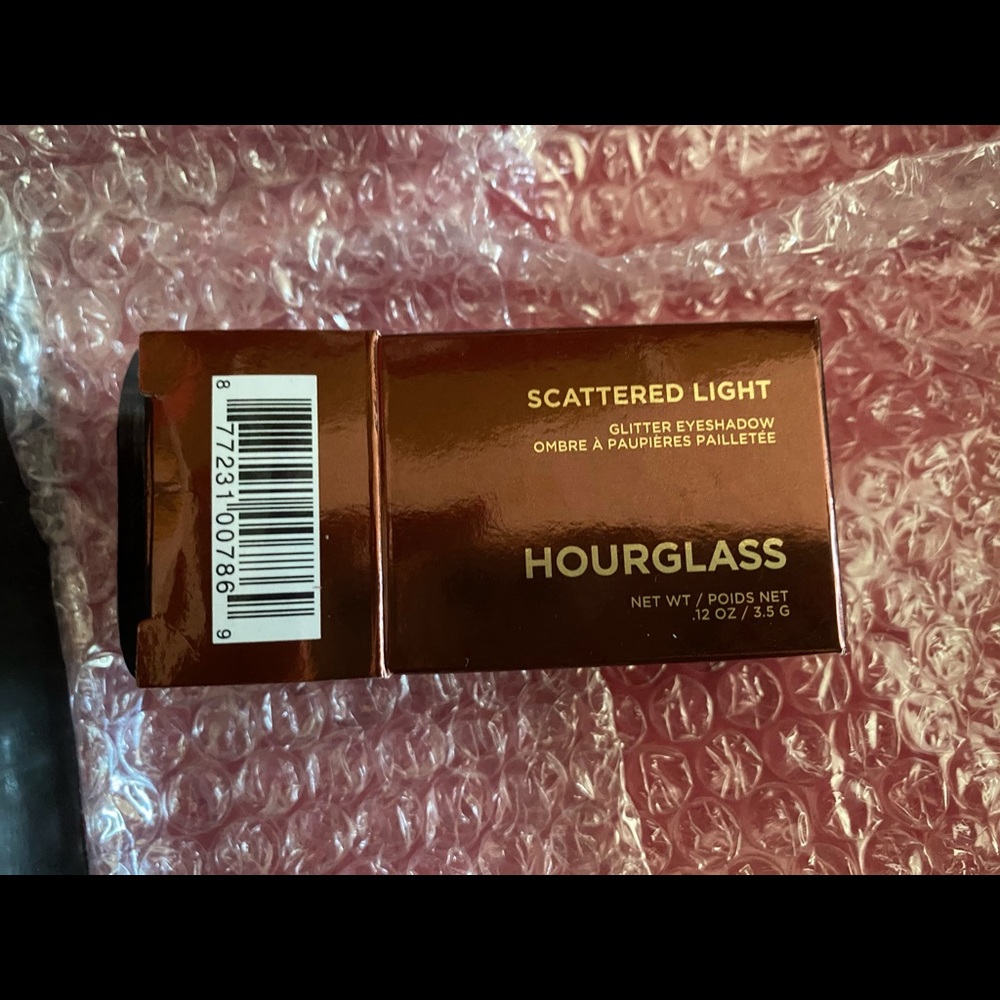 SCATTERED LIGHT
GLITTER EYESHADOW
OMBRE À PAUPIÈRES PAILLETÉE
HOURGLASS
NET WT / POIDS NET
.12 OZ / 3.5 G
8 77231 00786 9